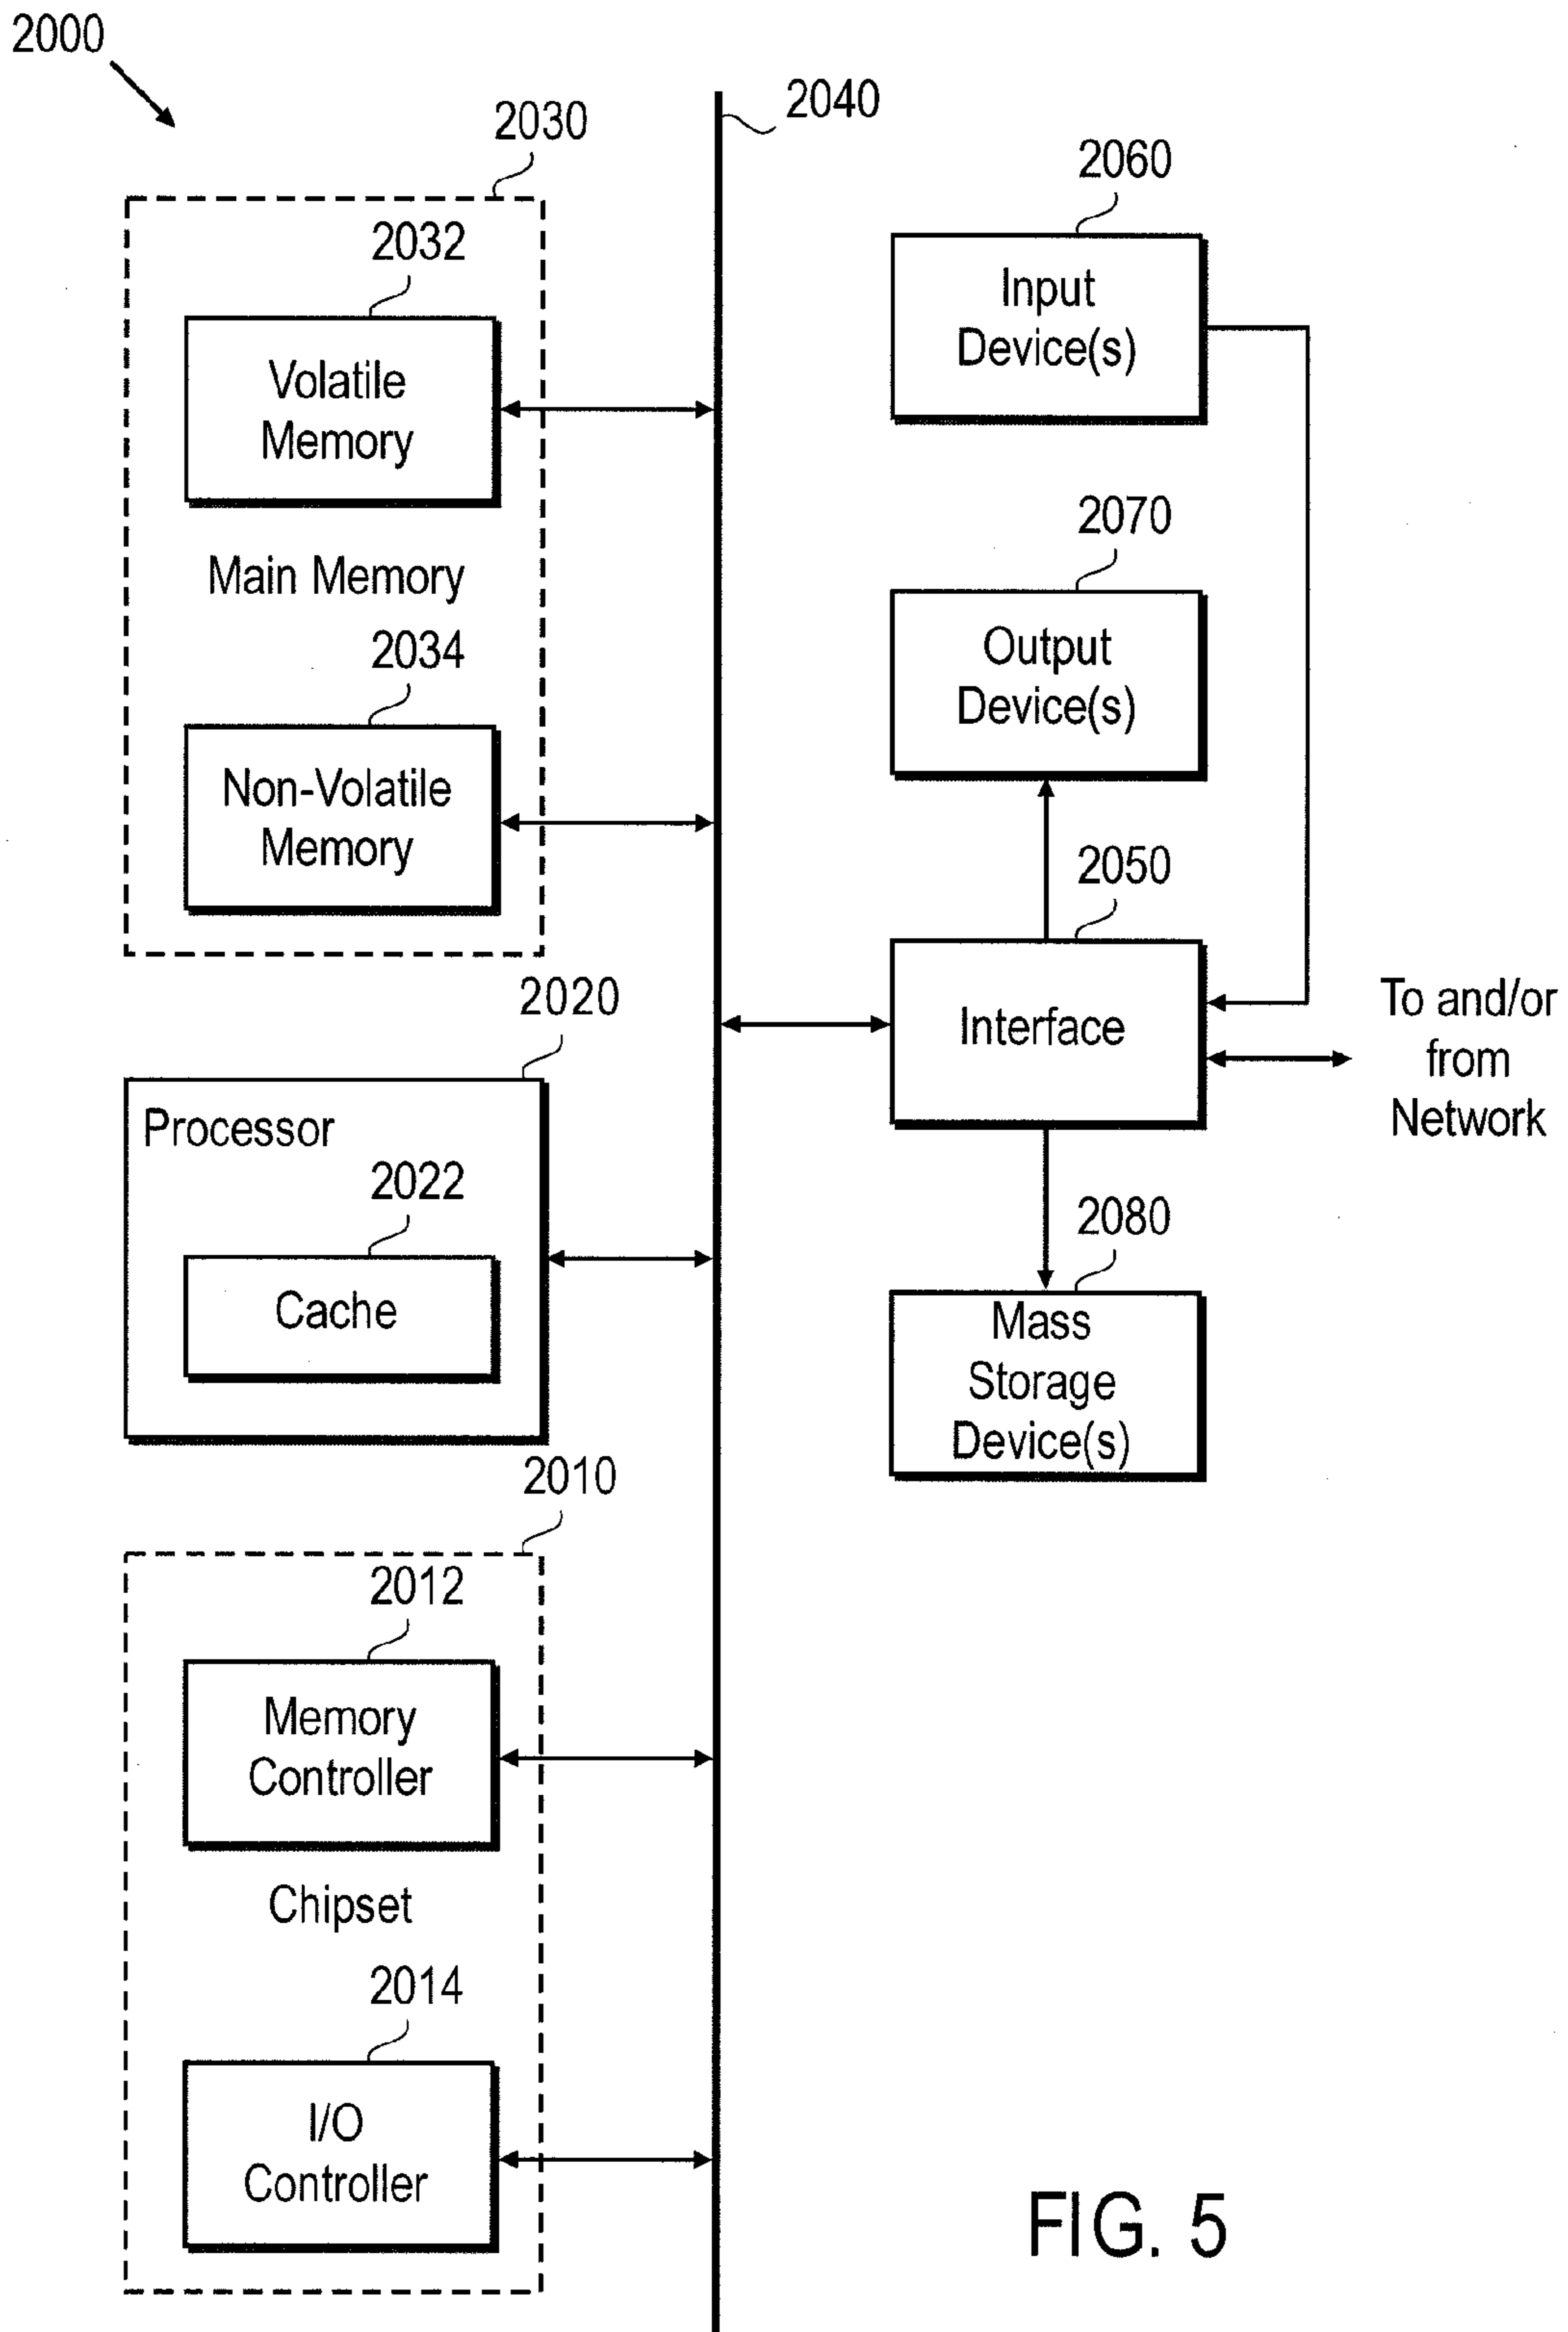 2000
2030
2040
2032
Volatile
Memory
Main Memory
2034
Non-Volatile
Memory
2020
Processor
2022
Cache
2010
2012
Memory
Controller
Chipset
2014
I/O
Controller
2060
Input
Device(s)
2070
Output
Device(s)
2050
Interface
To and/or
from
Network
2080
Mass
Storage
Device(s)
FIG. 5